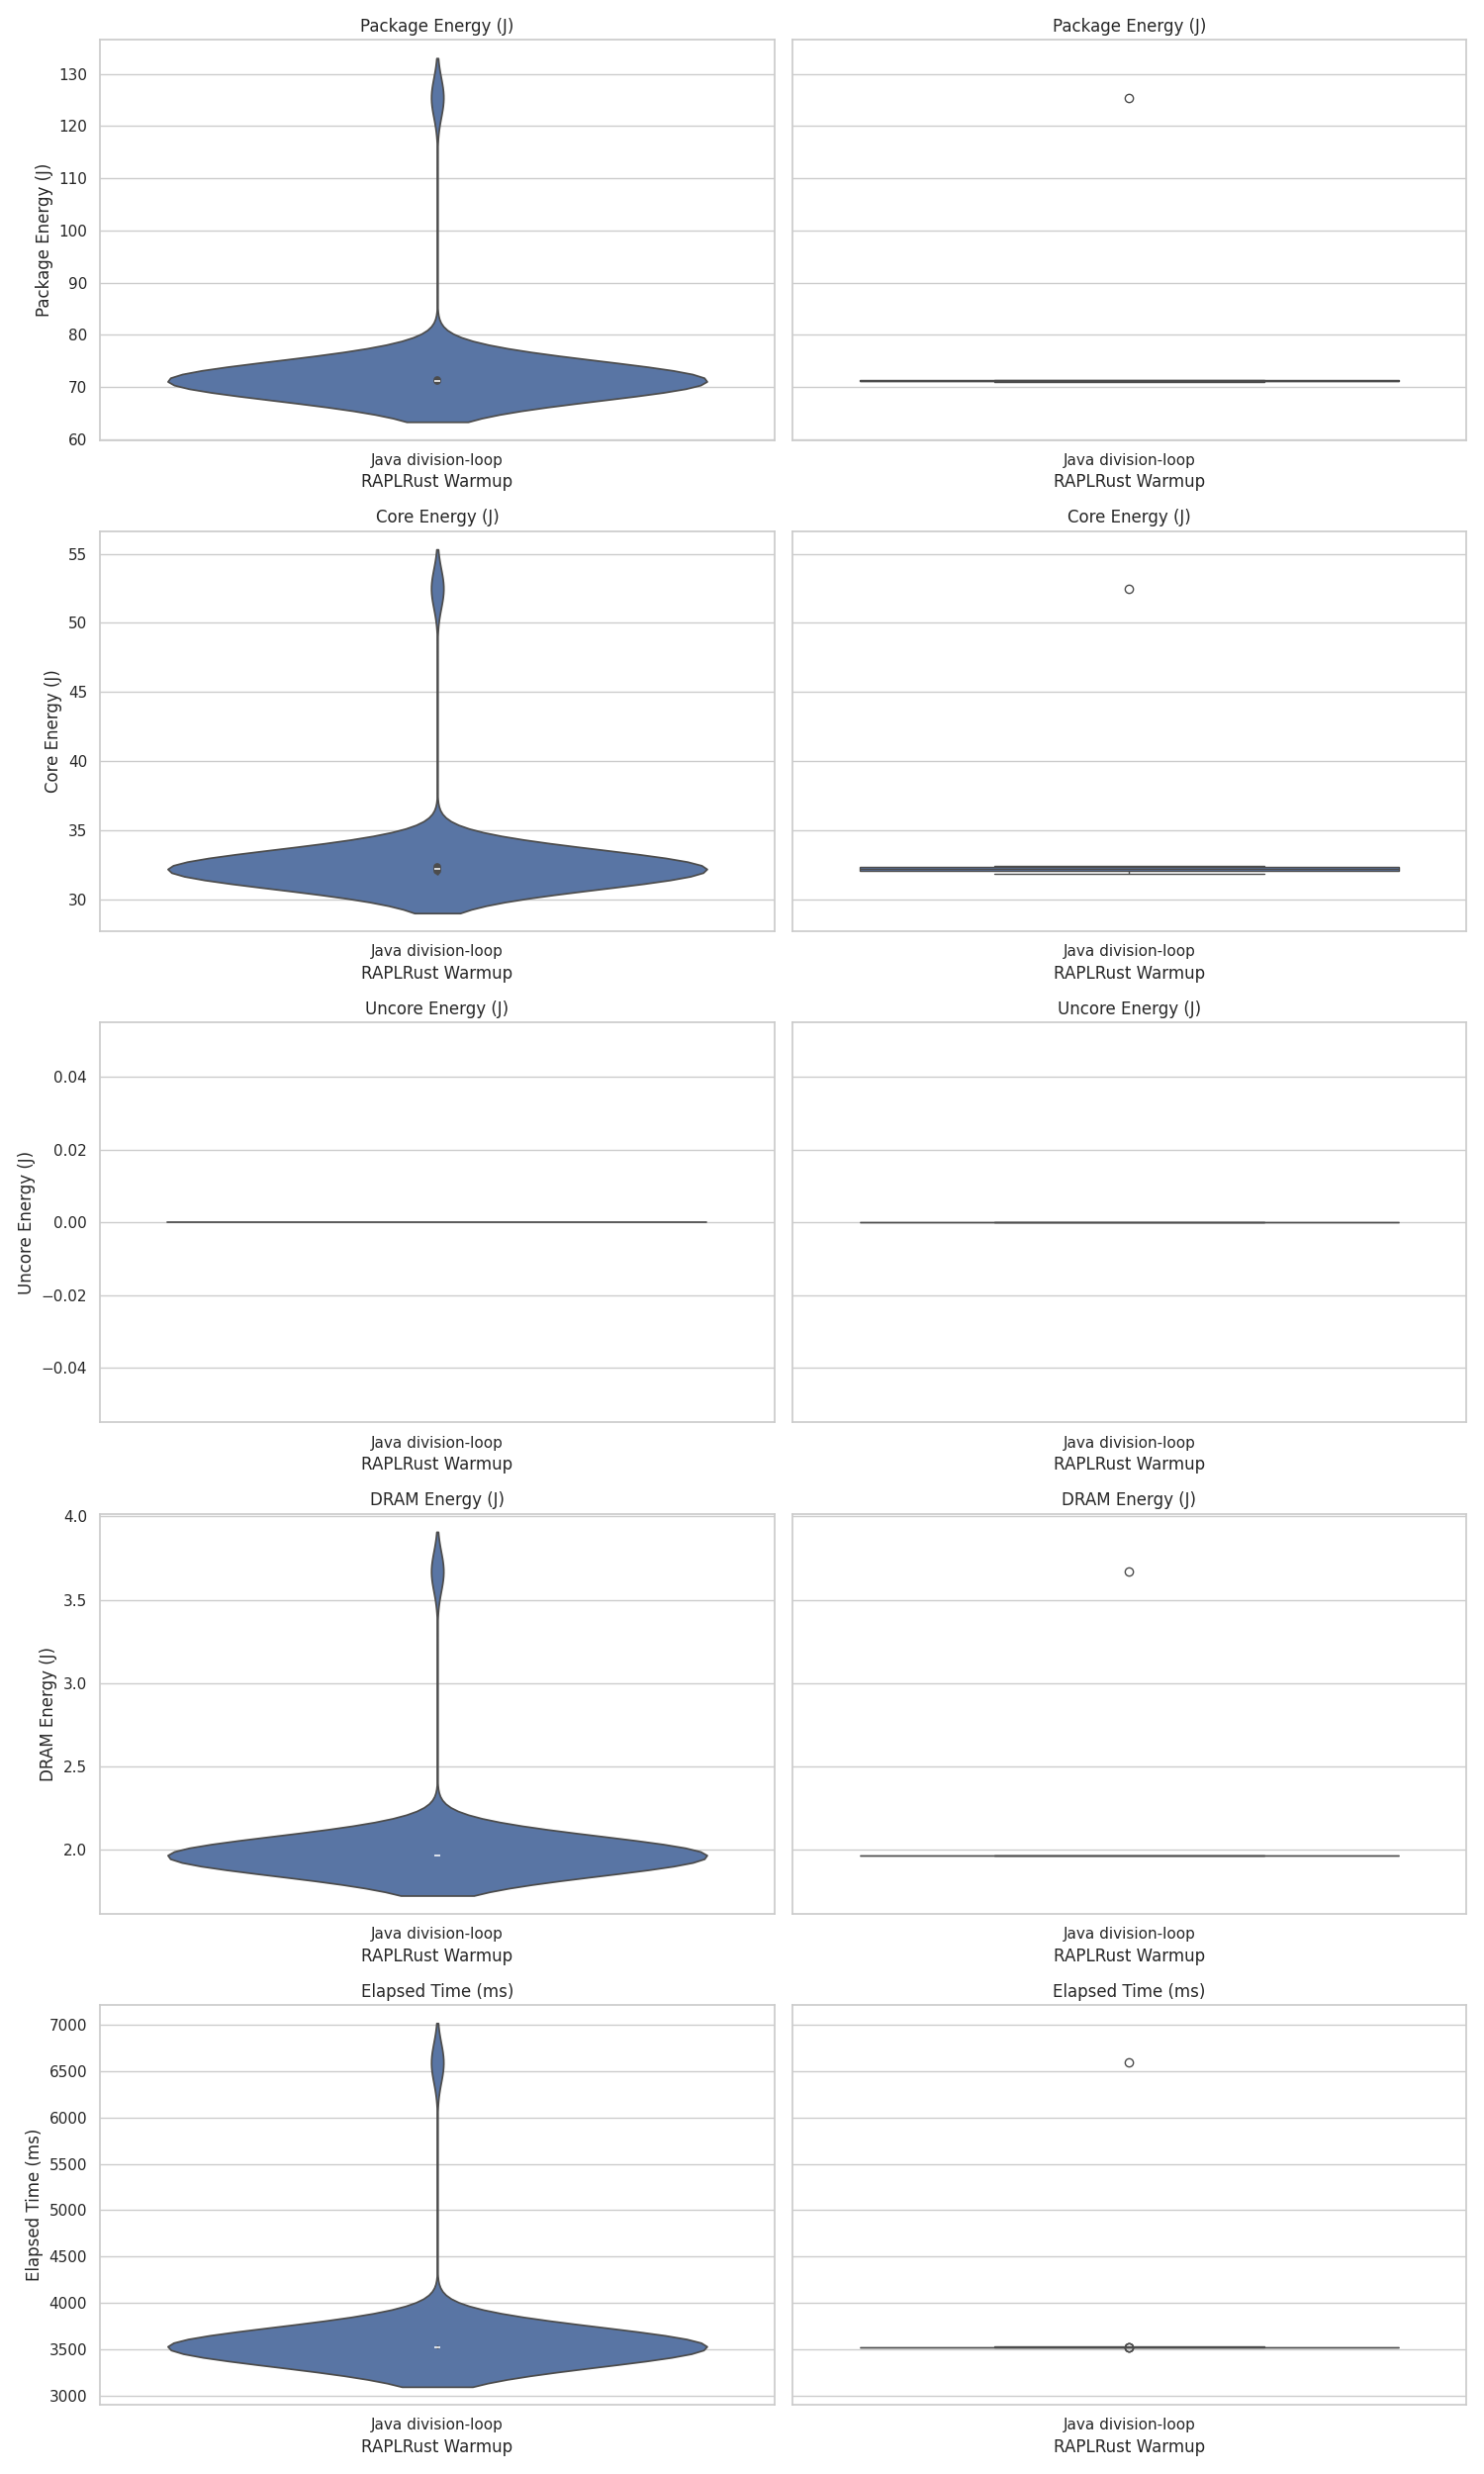 Package Energy (J)
Package Energy (J)
Package Energy (J)
130
120
110
100
90
80
70
60
Java division-loop
RAPLRust Warmup
Java division-loop
RAPLRust Warmup
Core Energy (J)
Core Energy (J)
Core Energy (J)
55
50
45
40
35
30
Java division-loop
RAPLRust Warmup
Java division-loop
RAPLRust Warmup
Uncore Energy (J)
Uncore Energy (J)
Uncore Energy (J)
0.04
0.02
0.00
−0.02
−0.04
Java division-loop
RAPLRust Warmup
Java division-loop
RAPLRust Warmup
DRAM Energy (J)
DRAM Energy (J)
DRAM Energy (J)
4.0
3.5
3.0
2.5
2.0
Java division-loop
RAPLRust Warmup
Java division-loop
RAPLRust Warmup
Elapsed Time (ms)
Elapsed Time (ms)
Elapsed Time (ms)
7000
6500
6000
5500
5000
4500
4000
3500
3000
Java division-loop
RAPLRust Warmup
Java division-loop
RAPLRust Warmup